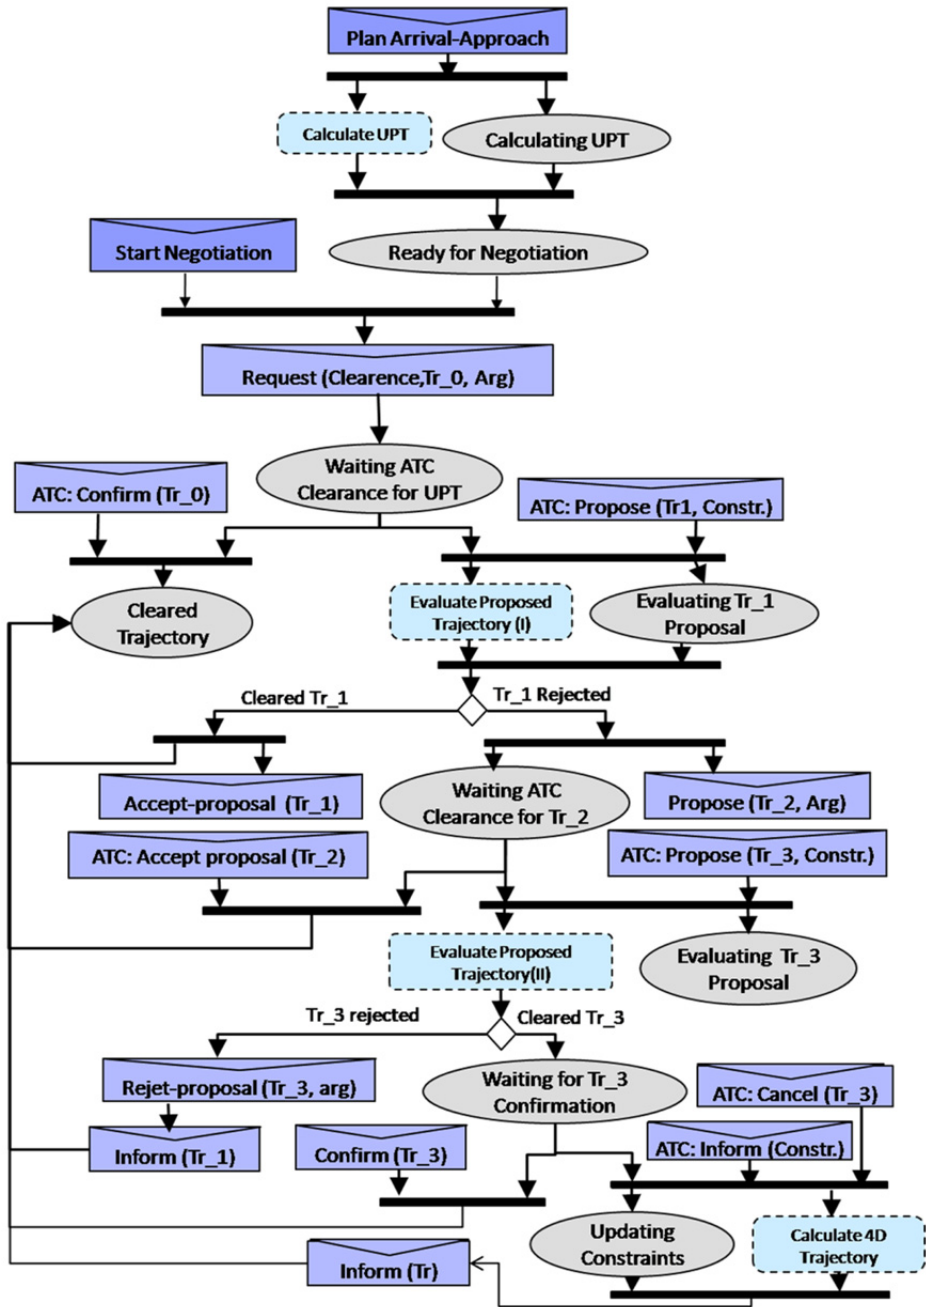 Plan Arrival-Approach
Calculate UPT
Calculating UPT
Start Negotiation
Ready for Negotiation
Request (Clearence,Tr_0, Arg)
Waiting ATC
Clearance for UPT
ATC: Confirm (Tr_0)
ATC: Propose (Tr1, Constr.)
Cleared
Trajectory
Evaluate Proposed
Trajectory (I)
Evaluating Tr_1
Proposal
Cleared Tr_1
Tr_1 Rejected
Accept-proposal (Tr_1)
Waiting ATC
Clearance for Tr_2
Propose (Tr_2, Arg)
ATC: Accept proposal (Tr_2)
ATC: Propose (Tr_3, Constr.)
Evaluate Proposed
Trajectory(II)
Evaluating Tr_3
Proposal
Tr_3 rejected
Cleared Tr_3
Rejet-proposal (Tr_3, arg)
Waiting for Tr_3
Confirmation
ATC: Cancel (Tr_3)
Inform (Tr_1)
Confirm (Tr_3)
ATC: Inform (Constr.)
Updating
Constraints
Calculate 4D
Trajectory
Inform (Tr)